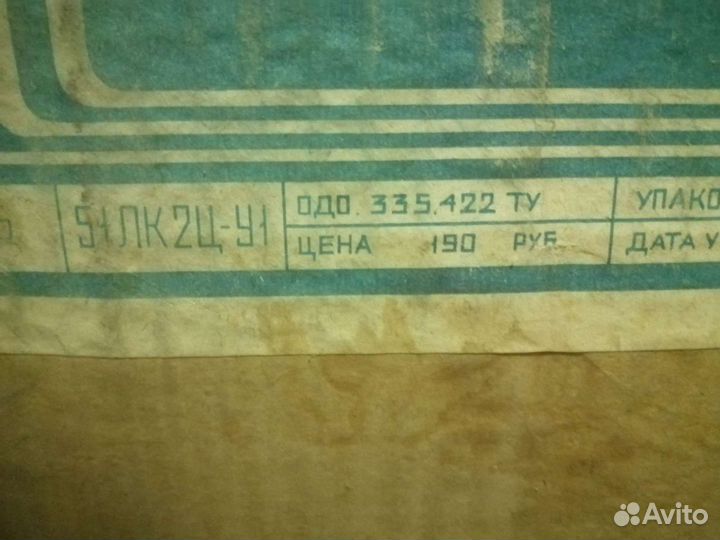 51ЛК2Ц-У1
ОДО. 335.422 ТУ
ЦЕНА 190 РУБ
УПАКО
ДАТА У
Avito